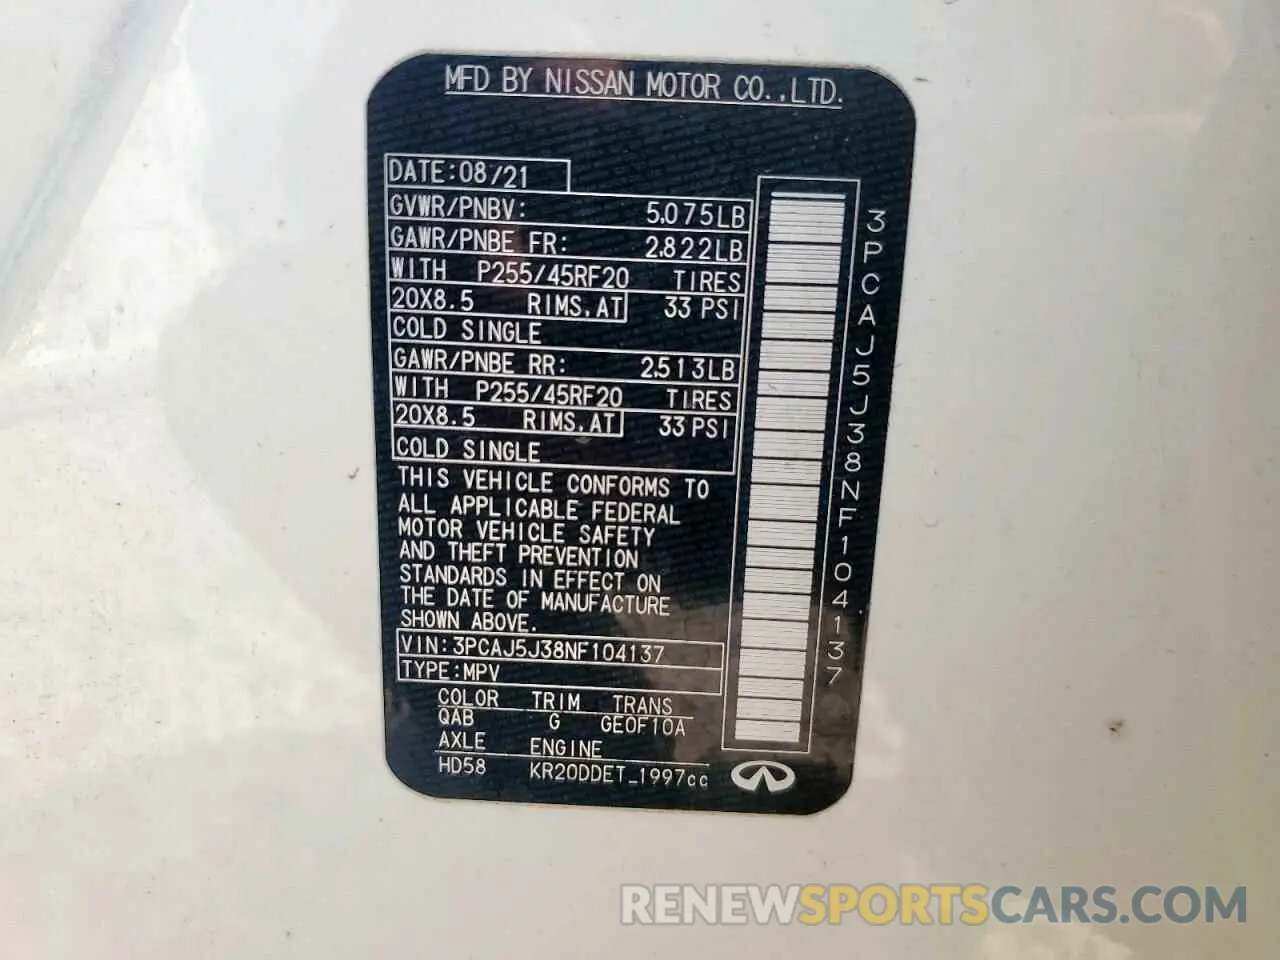 MFD BY NISSAN MOTOR CO.,LTD.
DATE:08/21
GVWR/PNBV: 5,075LB
GAWR/PNBE FR: 2,822LB
WITH P255/45RF20 TIRES
20X8.5 RIMS,AT 33 PSI
COLD SINGLE
GAWR/PNBE RR: 2,513LB
WITH P255/45RF20 TIRES
20X8.5 RIMS,AT 33 PSI
COLD SINGLE
THIS VEHICLE CONFORMS TO
ALL APPLICABLE FEDERAL
MOTOR VEHICLE SAFETY
AND THEFT PREVENTION
STANDARDS IN EFFECT ON
THE DATE OF MANUFACTURE
SHOWN ABOVE.
VIN:3PCAJ5J38NF104137
TYPE:MPV
COLOR TRIM TRANS
QAB G GE0F10A
AXLE ENGINE
HD58 KR20DDET_1997cc
3PCAJ5J38NF104137
RENEWSPORTSCARS.COM